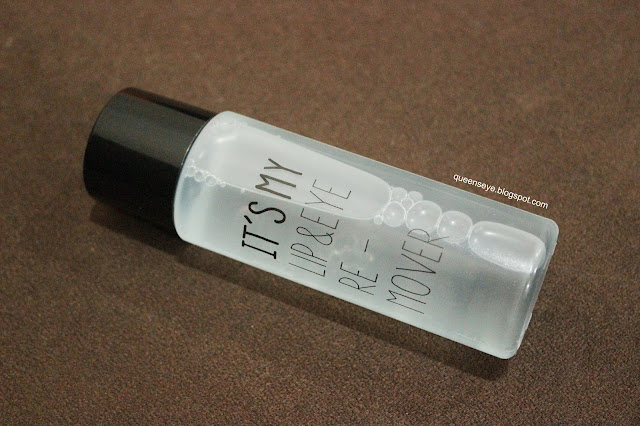 IT'S MY
LIP & EYE
RE -
MOVER
queenseye.blogspot.com